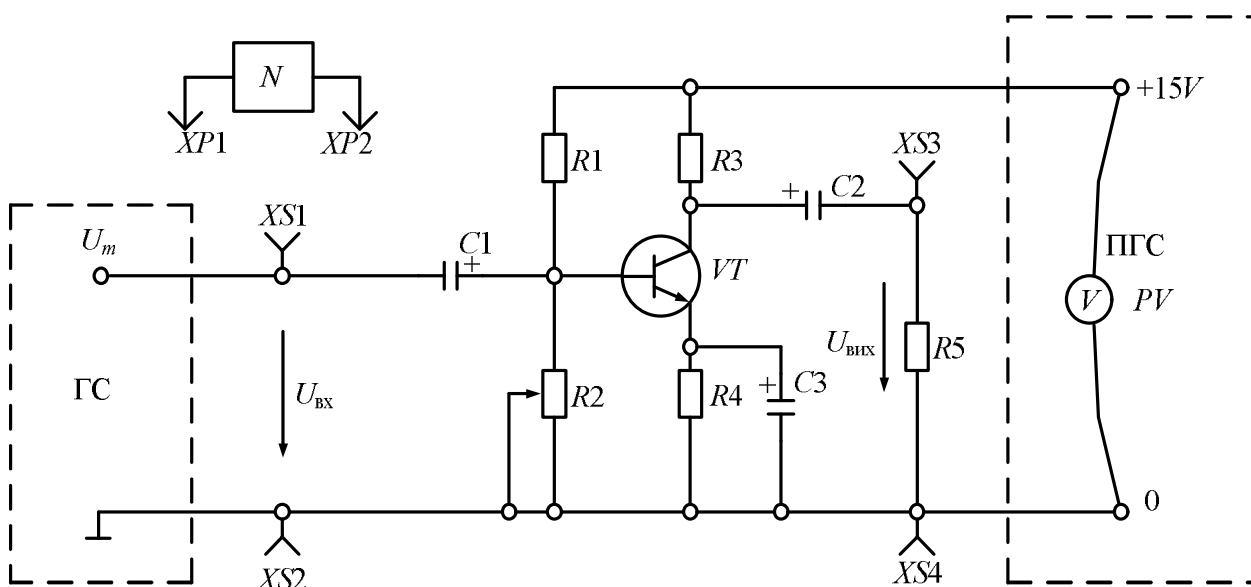 N
XP1
XP2
+15V
R1
R3
XS3
C2
+
XS1
U_m
C1
+
VT
ПГС
V
PV
ГС
U_вх
R2
R4
+
C3
U_вих
R5
0
XS2
XS4